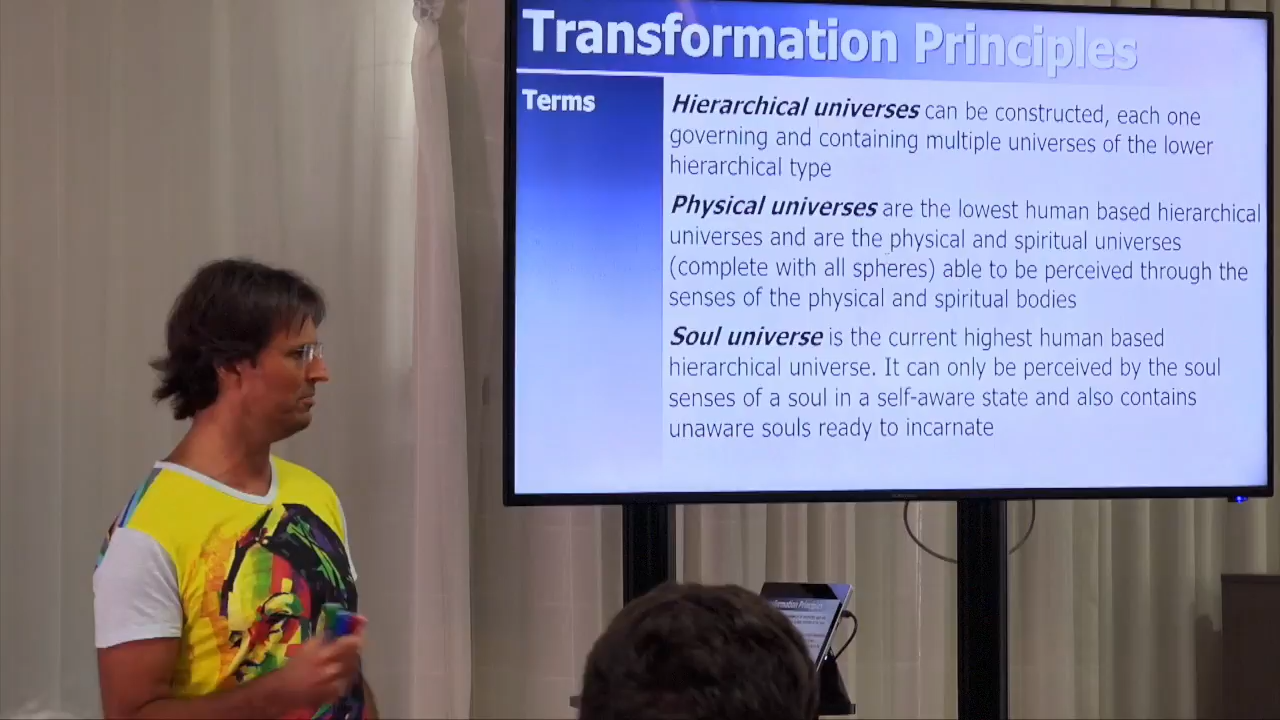 Transformation Principles
Terms
Hierarchical universes can be constructed, each one
governing and containing multiple universes of the lower
hierarchical type
Physical universes are the lowest human based hierarchical
universes and are the physical and spiritual universes
(complete with all spheres) able to be perceived through the
senses of the physical and spiritual bodies
Soul universe is the current highest human based
hierarchical universe. It can only be perceived by the soul
senses of a soul in a self-aware state and also contains
unaware souls ready to incarnate